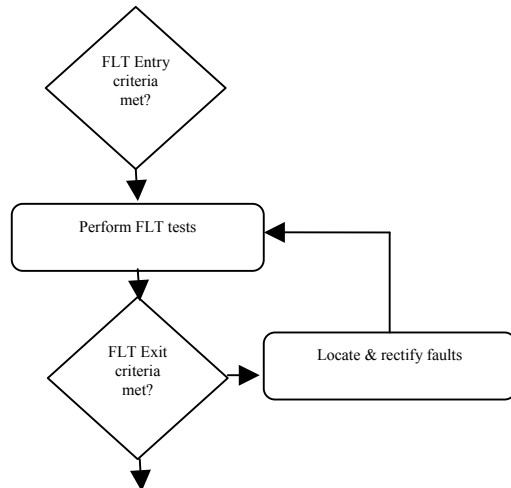 FLT Entry
criteria
met?
Perform FLT tests
FLT Exit
criteria
met?
Locate & rectify faults